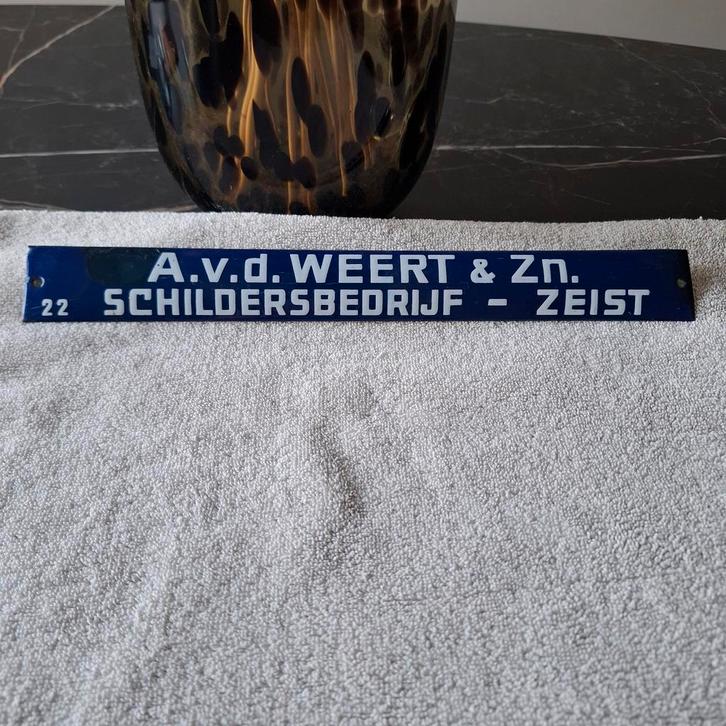 A.v.d. WEERT & Zn.
22 SCHILDERSBEDRIJF - ZEIST